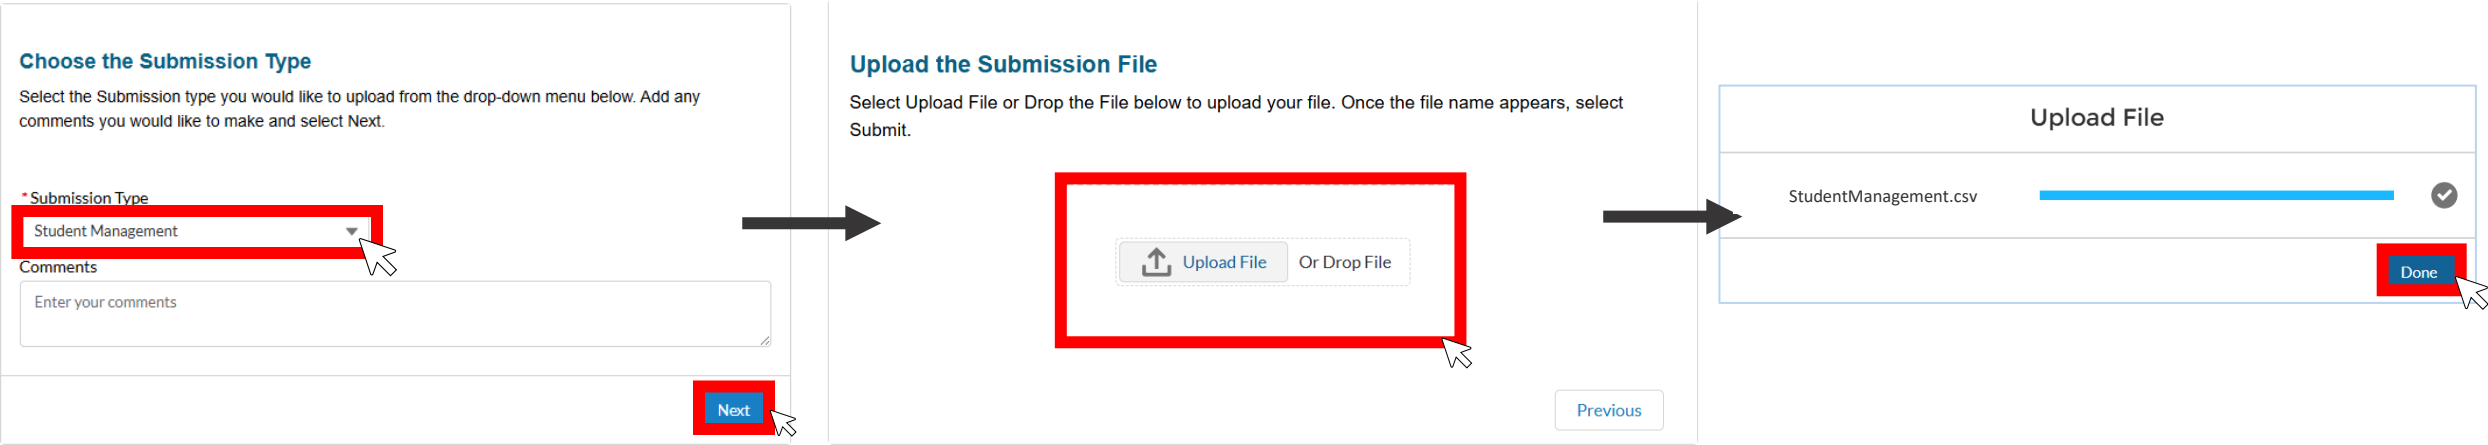 Choose the Submission Type
Select the Submission type you would like to upload from the drop-down menu below. Add any
comments you would like to make and select Next.
*Submission Type
Student Management
Comments
Enter your comments
Next
Upload the Submission File
Select Upload File or Drop the File below to upload your file. Once the file name appears, select
Submit.
Upload File Or Drop File
Previous
Upload File
StudentManagement.csv
Done